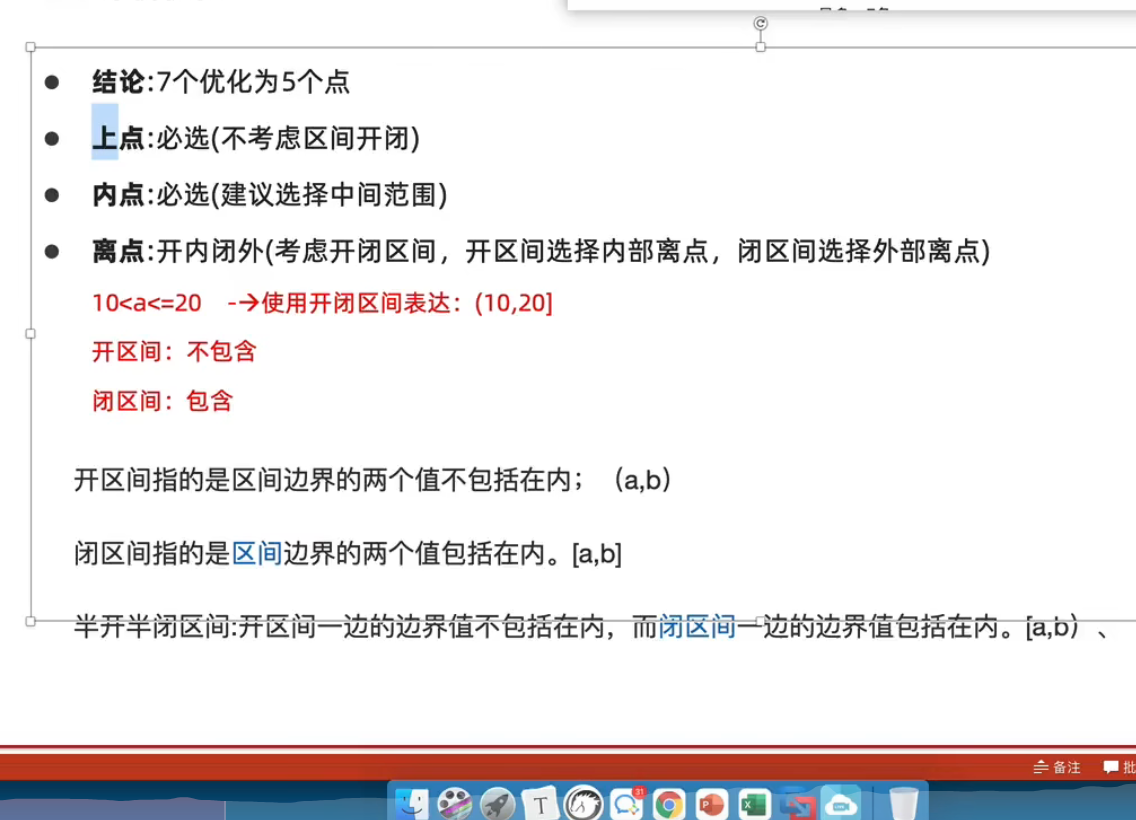 结论:7个优化为5个点
上点:必选(不考虑区间开闭)
内点:必选(建议选择中间范围)
离点:开内闭外(考虑开闭区间，开区间选择内部离点，闭区间选择外部离点)
10<a<=20 -→使用开闭区间表达：(10,20]
开区间：不包含
闭区间：包含
开区间指的是区间边界的两个值不包括在内；（a,b）
闭区间指的是区间边界的两个值包括在内。[a,b]
半开半闭区间:开区间一边的边界值不包括在内，而闭区间一边的边界值包括在内。[a,b）、
备注 批
31
T
P
X